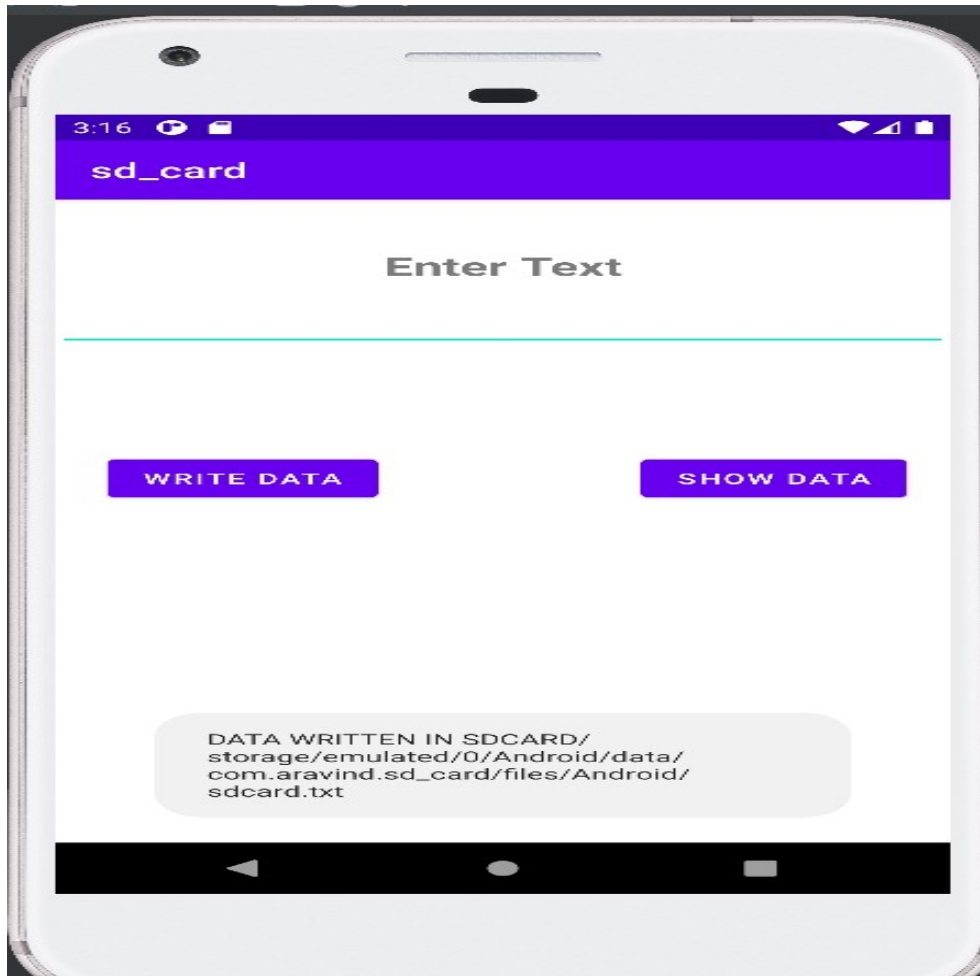 3:16
sd_card
Enter Text
WRITE DATA
SHOW DATA
DATA WRITTEN IN SDCARD/
storage/emulated/0/Android/data/
com.aravind.sd_card/files/Android/
sdcard.txt